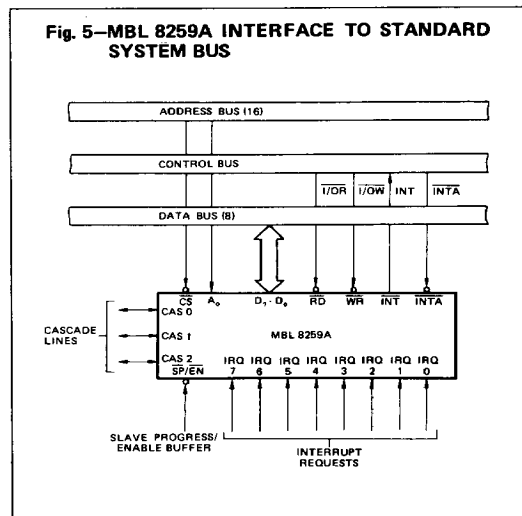 Fig. 5—MBL 8259A INTERFACE TO STANDARD
SYSTEM BUS
ADDRESS BUS (16)
CONTROL BUS
I/OR I/OW INT INTA
DATA BUS (8)
CS A₀ D₇ - D₀ RD WR INT INTA
CAS 0
CASCADE
LINES
CAS 1
MBL 8259A
CAS 2
SP/EN
IRQ IRQ IRQ IRQ IRQ IRQ IRQ IRQ
7 6 5 4 3 2 1 0
SLAVE PROGRESS/
ENABLE BUFFER
INTERRUPT
REQUESTS